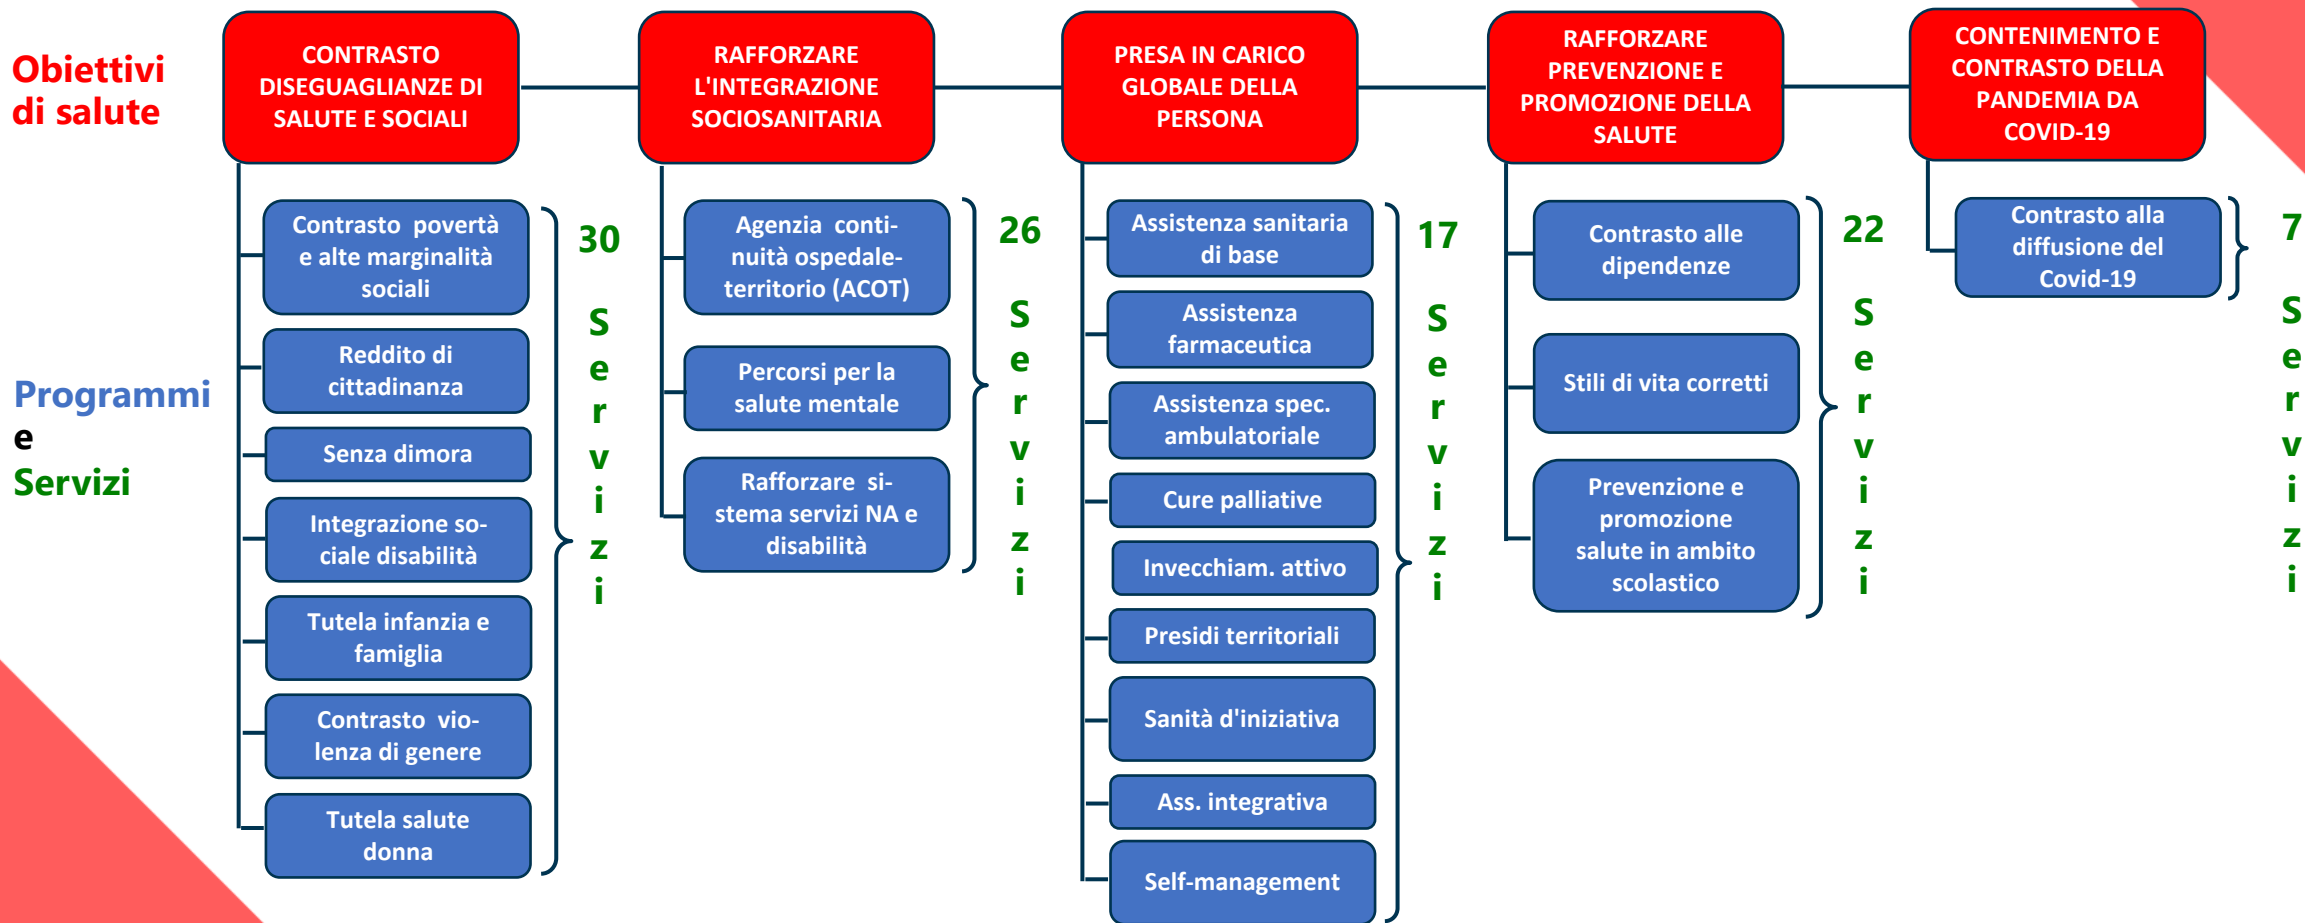 Obiettivi
di salute
CONTRASTO
DISEGUAGLIANZE DI
SALUTE E SOCIALI
RAFFORZARE
L'INTEGRAZIONE
SOCIOSANITARIA
PRESA IN CARICO
GLOBALE DELLA
PERSONA
RAFFORZARE
PREVENZIONE E
PROMOZIONE DELLA
SALUTE
CONTENIMENTO E
CONTRASTO DELLA
PANDEMIA DA
COVID-19
Programmi
e
Servizi
Contrasto povertà
e alte marginalità
sociali
Reddito di
cittadinanza
Senza dimora
Integrazione so-
ciale disabilità
Tutela infanzia e
famiglia
Contrasto vio-
lenza di genere
Tutela salute
donna
30
S
e
r
v
i
z
i
Agenzia conti-
nuità ospedale-
territorio (ACOT)
Percorsi per la
salute mentale
Rafforzare si-
stema servizi NA e
disabilità
26
S
e
r
v
i
z
i
Assistenza sanitaria
di base
Assistenza
farmaceutica
Assistenza spec.
ambulatoriale
Cure palliative
Invecchiam. attivo
Presidi territoriali
Sanità d'iniziativa
Ass. integrativa
Self-management
17
S
e
r
v
i
z
i
Contrasto alle
dipendenze
Stili di vita corretti
Prevenzione e
promozione
salute in ambito
scolastico
22
S
e
r
v
i
z
i
Contrasto alla
diffusione del
Covid-19
7
S
e
r
v
i
z
i